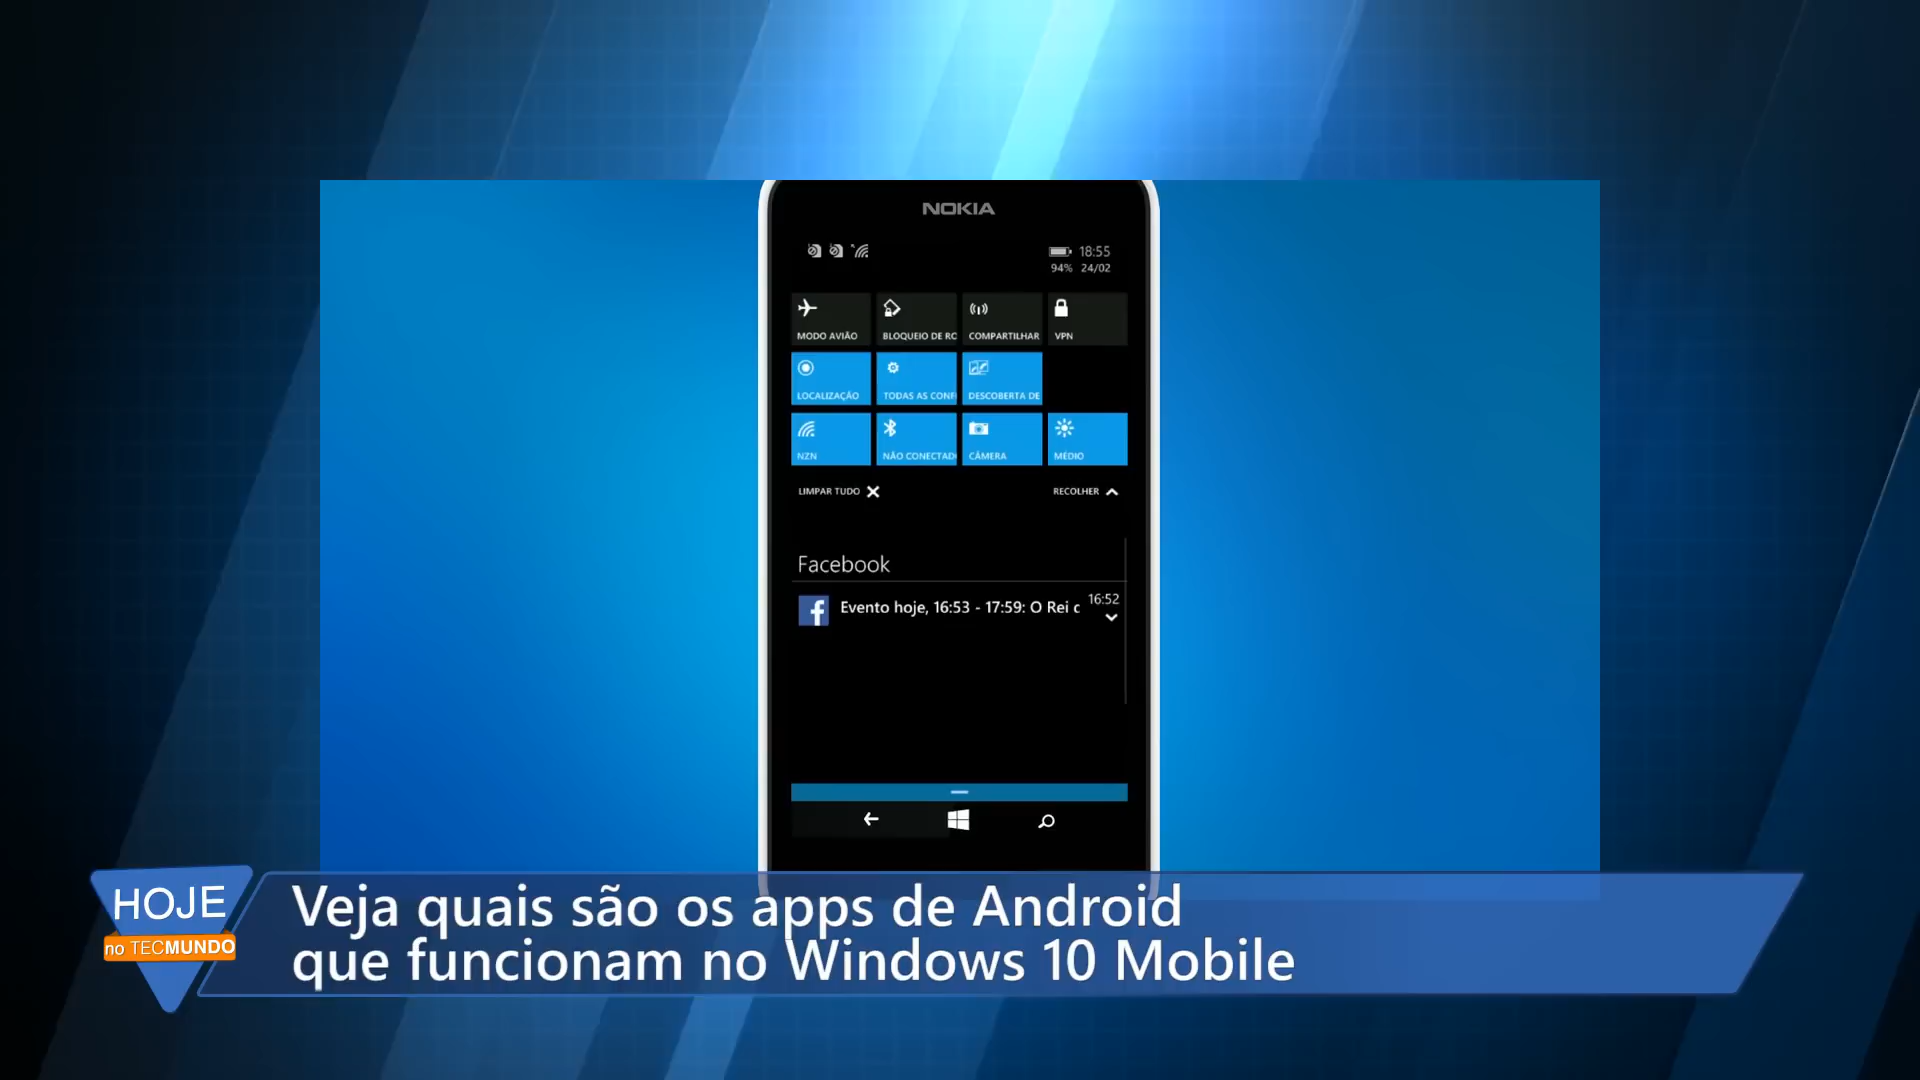 NOKIA
18:55
94% 24/02
MODO AVIÃO
BLOQUEIO DE RO
COMPARTILHAR
VPN
LOCALIZAÇÃO
TODAS AS CONF
DESCOBERTA DE
NZN
NÃO CONECTAD
CÂMERA
MÉDIO
LIMPAR TUDO
RECOLHER
Facebook
Evento hoje, 16:53 - 17:59: O Rei
16:52
HOJE
no TECMUNDO
Veja quais são os apps de Android
que funcionam no Windows 10 Mobile